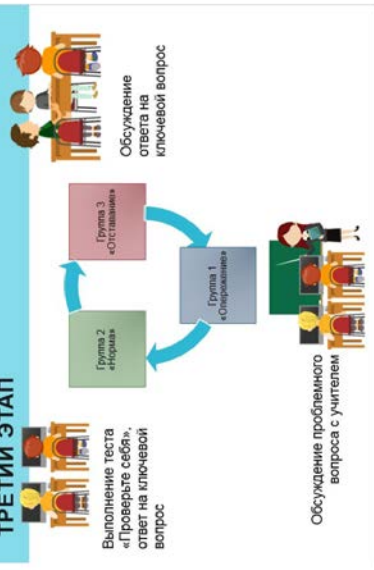 ТРЕТИЙ ЭТАП
Выполнение теста
«Проверьте себя»,
ответ на ключевой
вопрос
Группа 2
«Норма»
Группа 3
«Отставание»
Обсуждение
ответа на
ключевой вопрос
Группа 1
«Опережение»
Обсуждение проблемного
вопроса с учителем